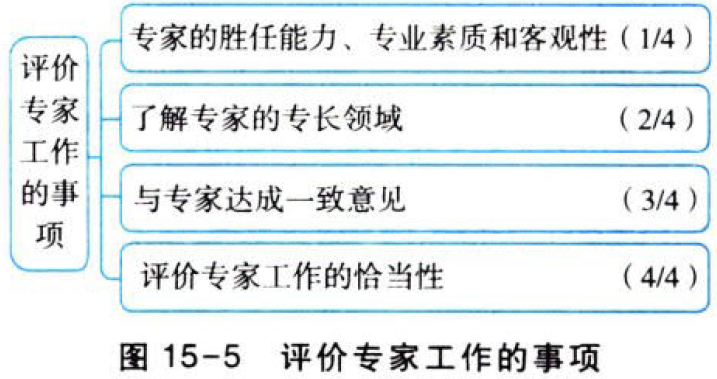 评价
专家
工作
的事
项
专家的胜任能力、专业素质和客观性（1/4）
了解专家的专长领域（2/4）
与专家达成一致意见（3/4）
评价专家工作的恰当性（4/4）
图 15-5 评价专家工作的事项